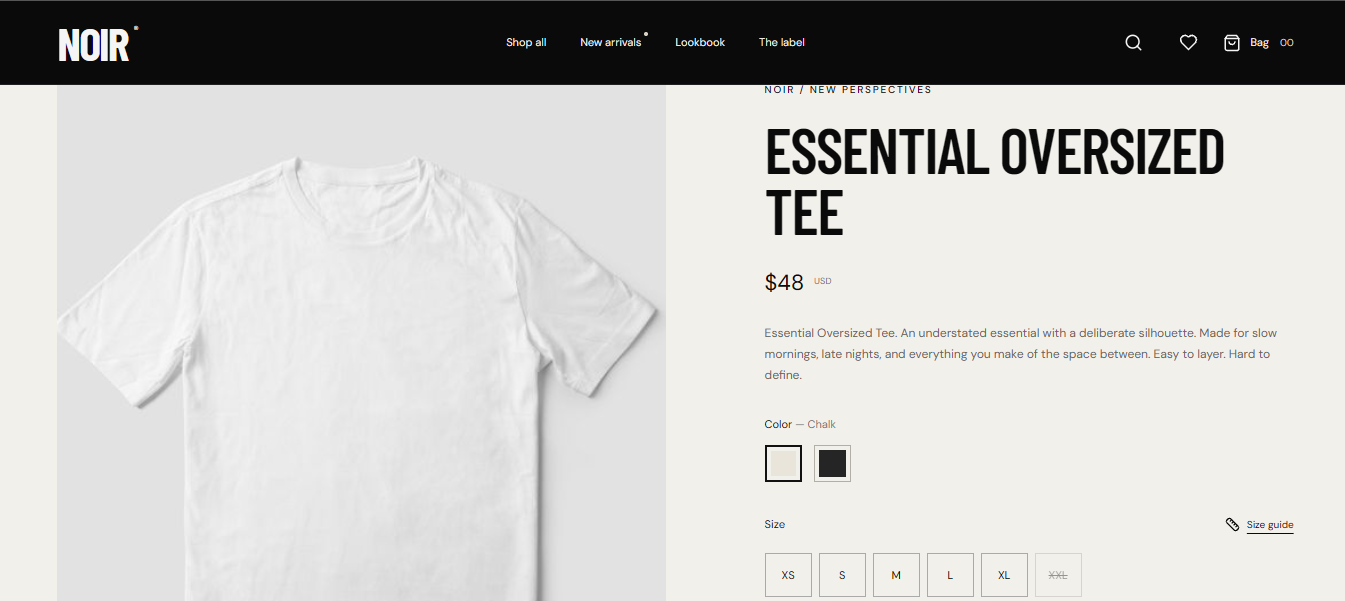 NOIR®
Shop all
New arrivals
Lookbook
The label
Bag 00
NOIR / NEW PERSPECTIVES
ESSENTIAL OVERSIZED
TEE
$48 USD
Essential Oversized Tee. An understated essential with a deliberate silhouette. Made for slow
mornings, late nights, and everything you make of the space between. Easy to layer. Hard to
define.
Color — Chalk
Size
Size guide
XS
S
M
L
XL
XXL